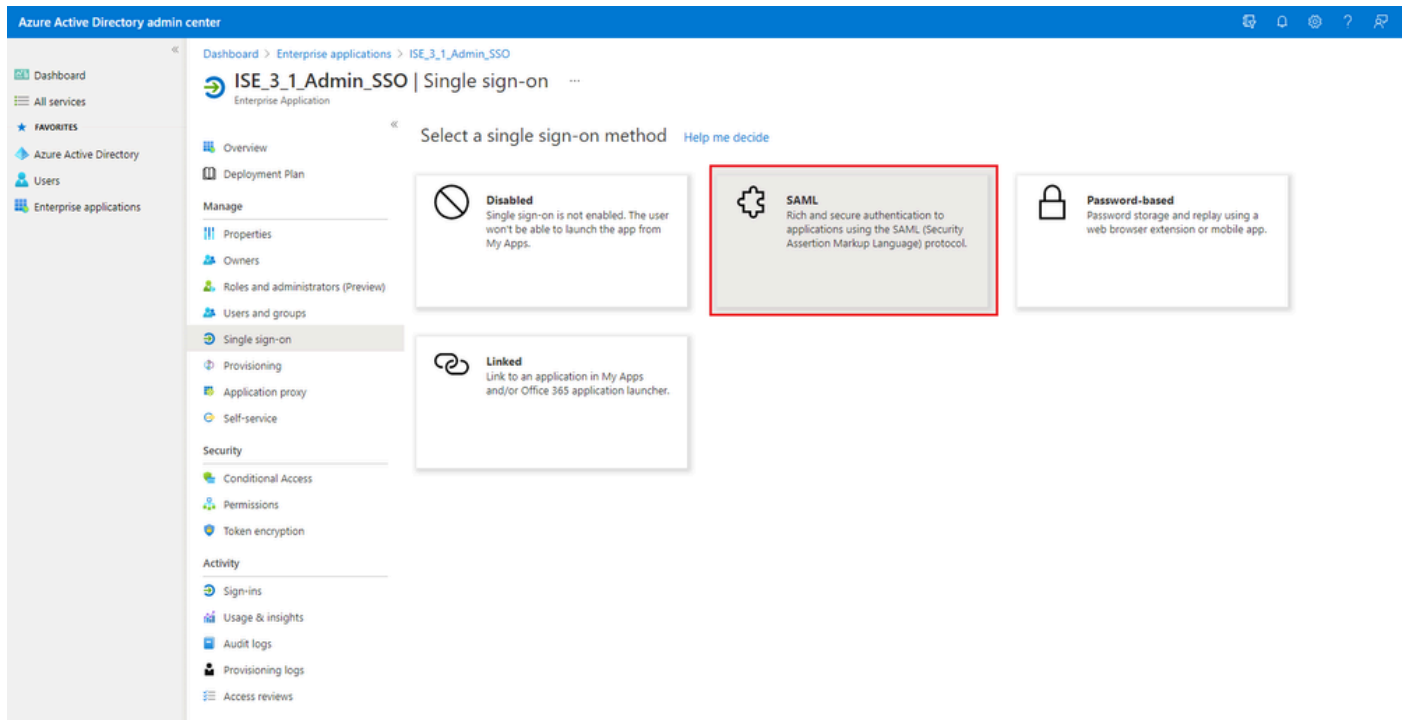 Azure Active Directory admin center
Dashboard
All services
FAVORITES
Azure Active Directory
Users
Enterprise applications
Dashboard > Enterprise applications > ISE_3_1_Admin_SSO
ISE_3_1_Admin_SSO | Single sign-on ...
Enterprise Application
Overview
Deployment Plan
Manage
Properties
Owners
Roles and administrators (Preview)
Users and groups
Single sign-on
Provisioning
Application proxy
Self-service
Security
Conditional Access
Permissions
Token encryption
Activity
Sign-ins
Usage & insights
Audit logs
Provisioning logs
Access reviews
Select a single sign-on method Help me decide
Disabled
Single sign-on is not enabled. The user
won't be able to launch the app from
My Apps.
SAML
Rich and secure authentication to
applications using the SAML (Security
Assertion Markup Language) protocol.
Password-based
Password storage and replay using a
web browser extension or mobile app.
Linked
Link to an application in My Apps
and/or Office 365 application launcher.